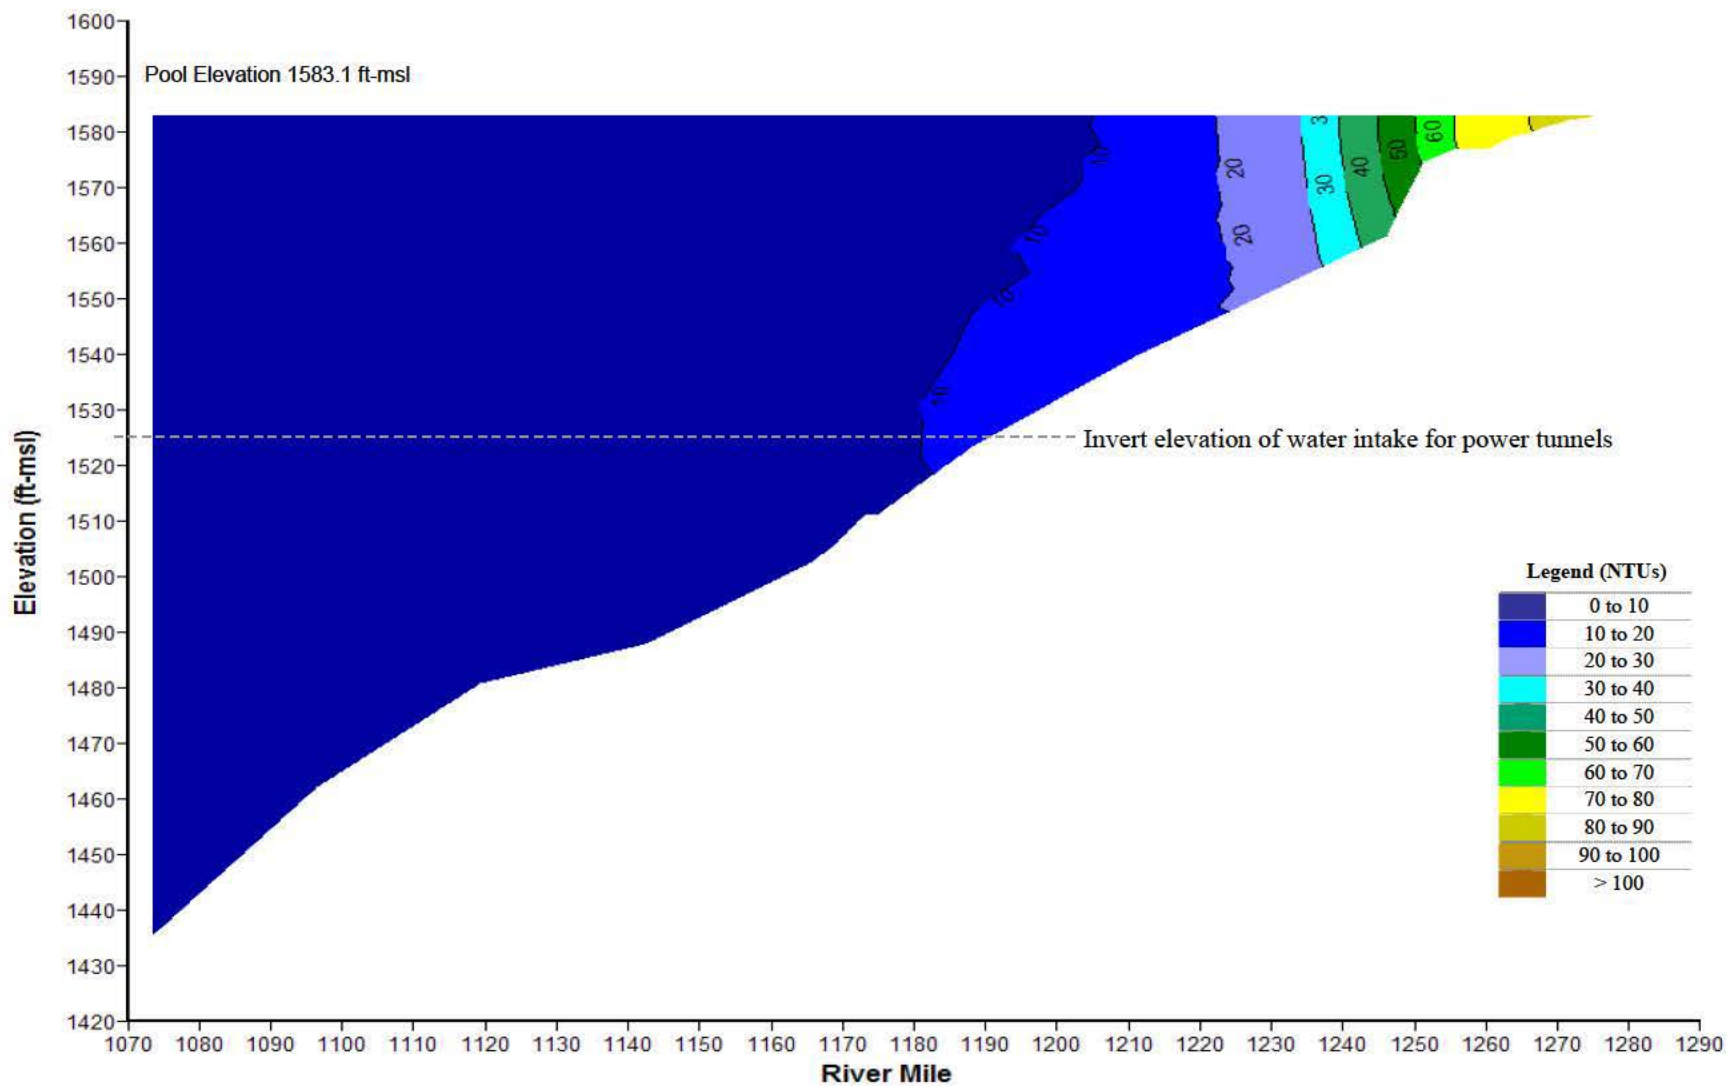 1600
1590
Pool Elevation 1583.1 ft-msl
1580
3
60
50
10
40
20
1570
30
1560
10
20
1550
10
1540
10
1530
Invert elevation of water intake for power tunnels
1520
1510
1500
1490
1480
1470
1460
1450
1440
1430
1420
Elevation (ft-msl)
Legend (NTUs)
0 to 10
10 to 20
20 to 30
30 to 40
40 to 50
50 to 60
60 to 70
70 to 80
80 to 90
90 to 100
> 100
1070 1080 1090 1100 1110 1120 1130 1140 1150 1160 1170 1180 1190 1200 1210 1220 1230 1240 1250 1260 1270 1280 1290
River Mile